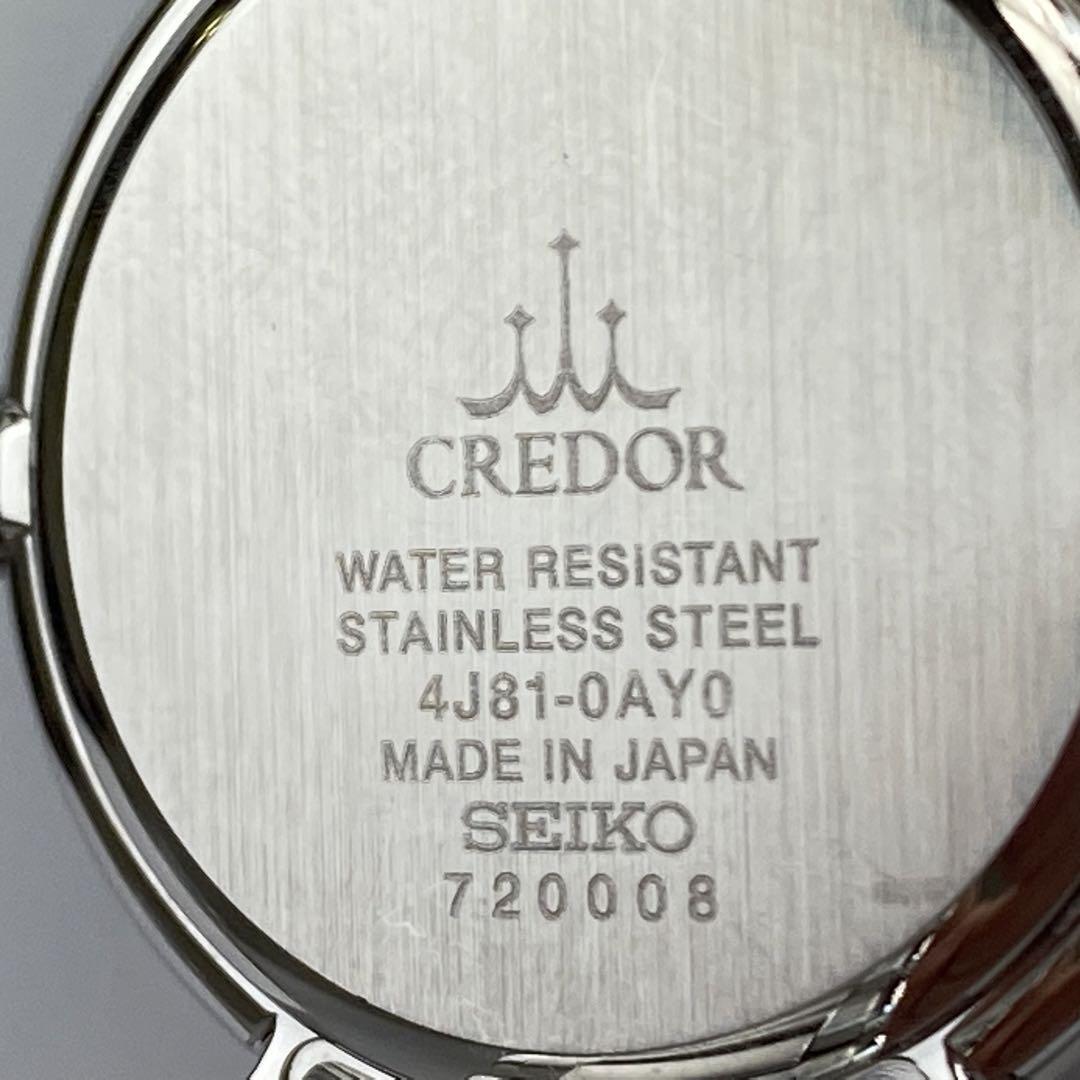 CREDOR
WATER RESISTANT
STAINLESS STEEL
4J81-0AY0
MADE IN JAPAN
SEIKO
720008